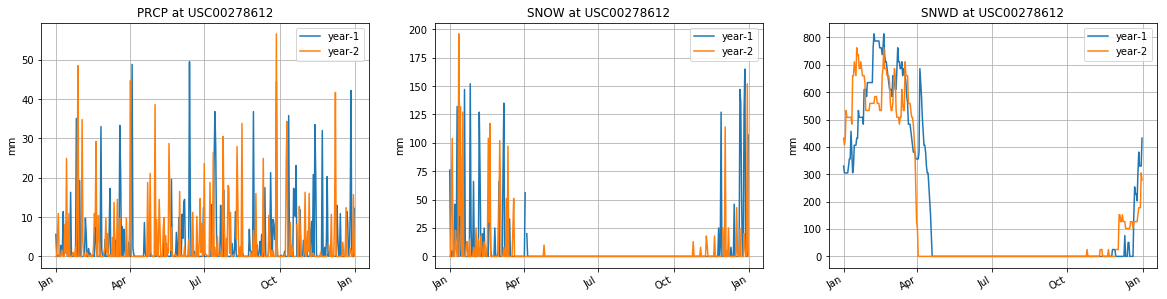 PRCP at USC00278612
year-1
year-2
mm
50
40
30
20
10
0
Jan
Apr
Jul
Oct
Jan
SNOW at USC00278612
year-1
year-2
mm
200
175
150
125
100
75
50
25
0
Jan
Apr
Jul
Oct
Jan
SNWD at USC00278612
year-1
year-2
mm
800
700
600
500
400
300
200
100
0
Jan
Apr
Jul
Oct
Jan